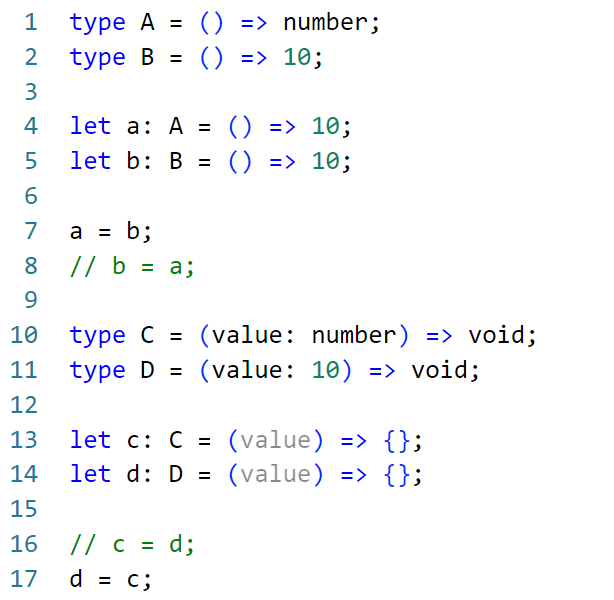 1 type A = () => number;
2 type B = () => 10;
3
4 let a: A = () => 10;
5 let b: B = () => 10;
6
7 a = b;
8 // b = a;
9
10 type C = (value: number) => void;
11 type D = (value: 10) => void;
12
13 let c: C = (value) => {};
14 let d: D = (value) => {};
15
16 // c = d;
17 d = c;